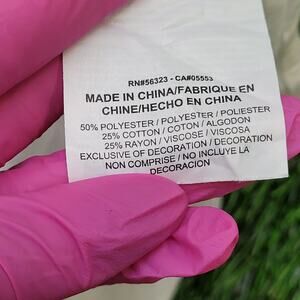 RN#56323 - CA#05553
MADE IN CHINA/FABRIQUE EN
CHINE/HECHO EN CHINA
50% POLYESTER / POLYESTER / POLIESTER
25% COTTON / COTON / ALGODON
25% RAYON / VISCOSE / VISCOSA
EXCLUSIVE OF DECORATION / DECORATION
NON COMPRISE / NO INCLUYE LA
DECORACION